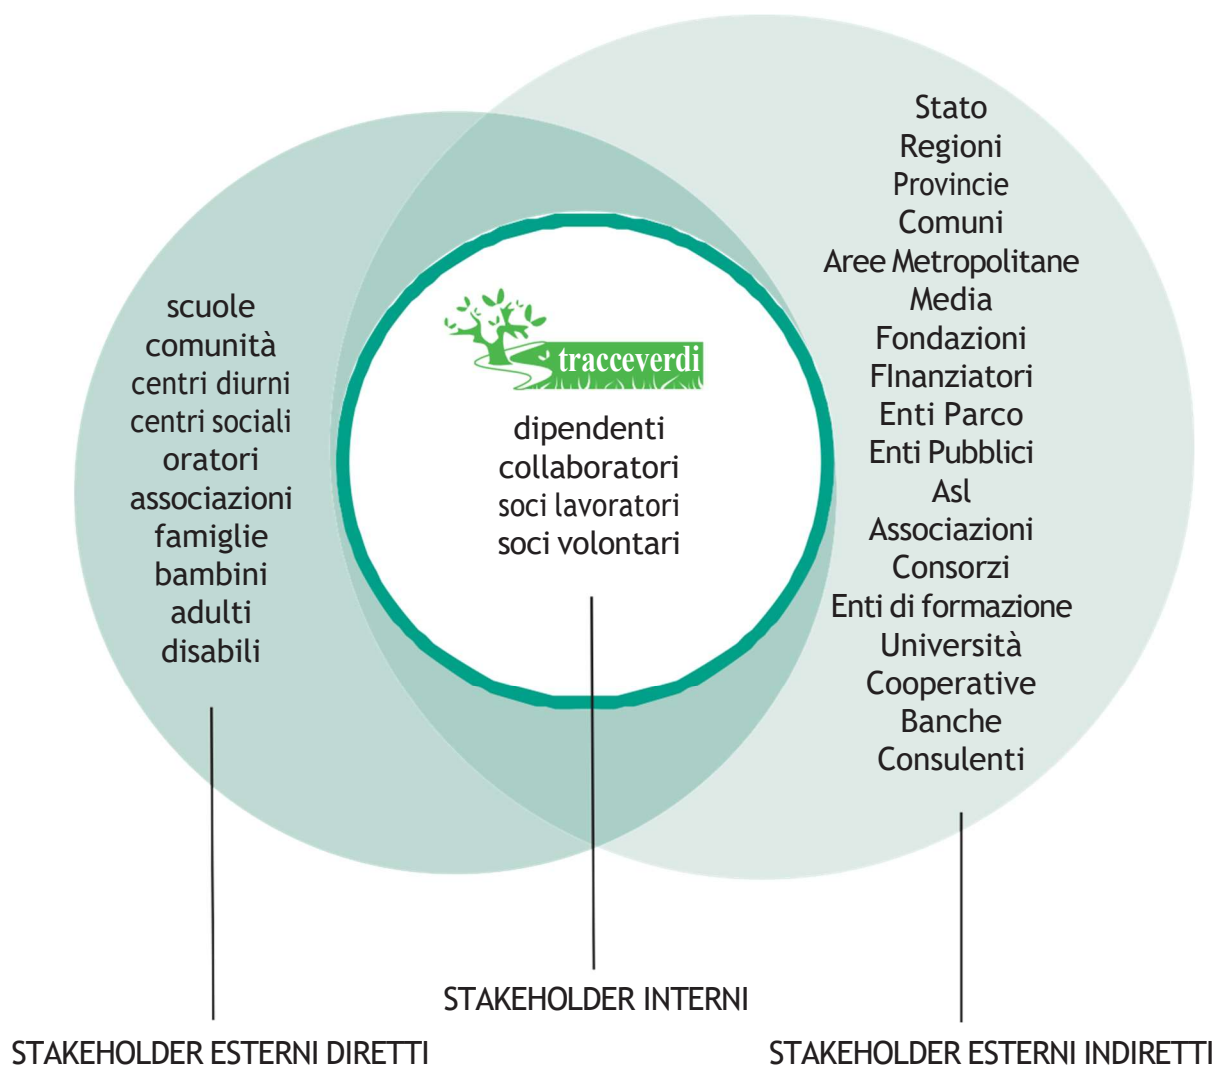 scuole
comunità
centri diurni
centri sociali
oratori
associazioni
famiglie
bambini
adulti
disabili
tracceverdi
dipendenti
collaboratori
soci lavoratori
soci volontari
Stato
Regioni
Provincie
Comuni
Aree Metropolitane
Media
Fondazioni
FInanziatori
Enti Parco
Enti Pubblici
Asl
Associazioni
Consorzi
Enti di formazione
Università
Cooperative
Banche
Consulenti
STAKEHOLDER INTERNI
STAKEHOLDER ESTERNI DIRETTI
STAKEHOLDER ESTERNI INDIRETTI